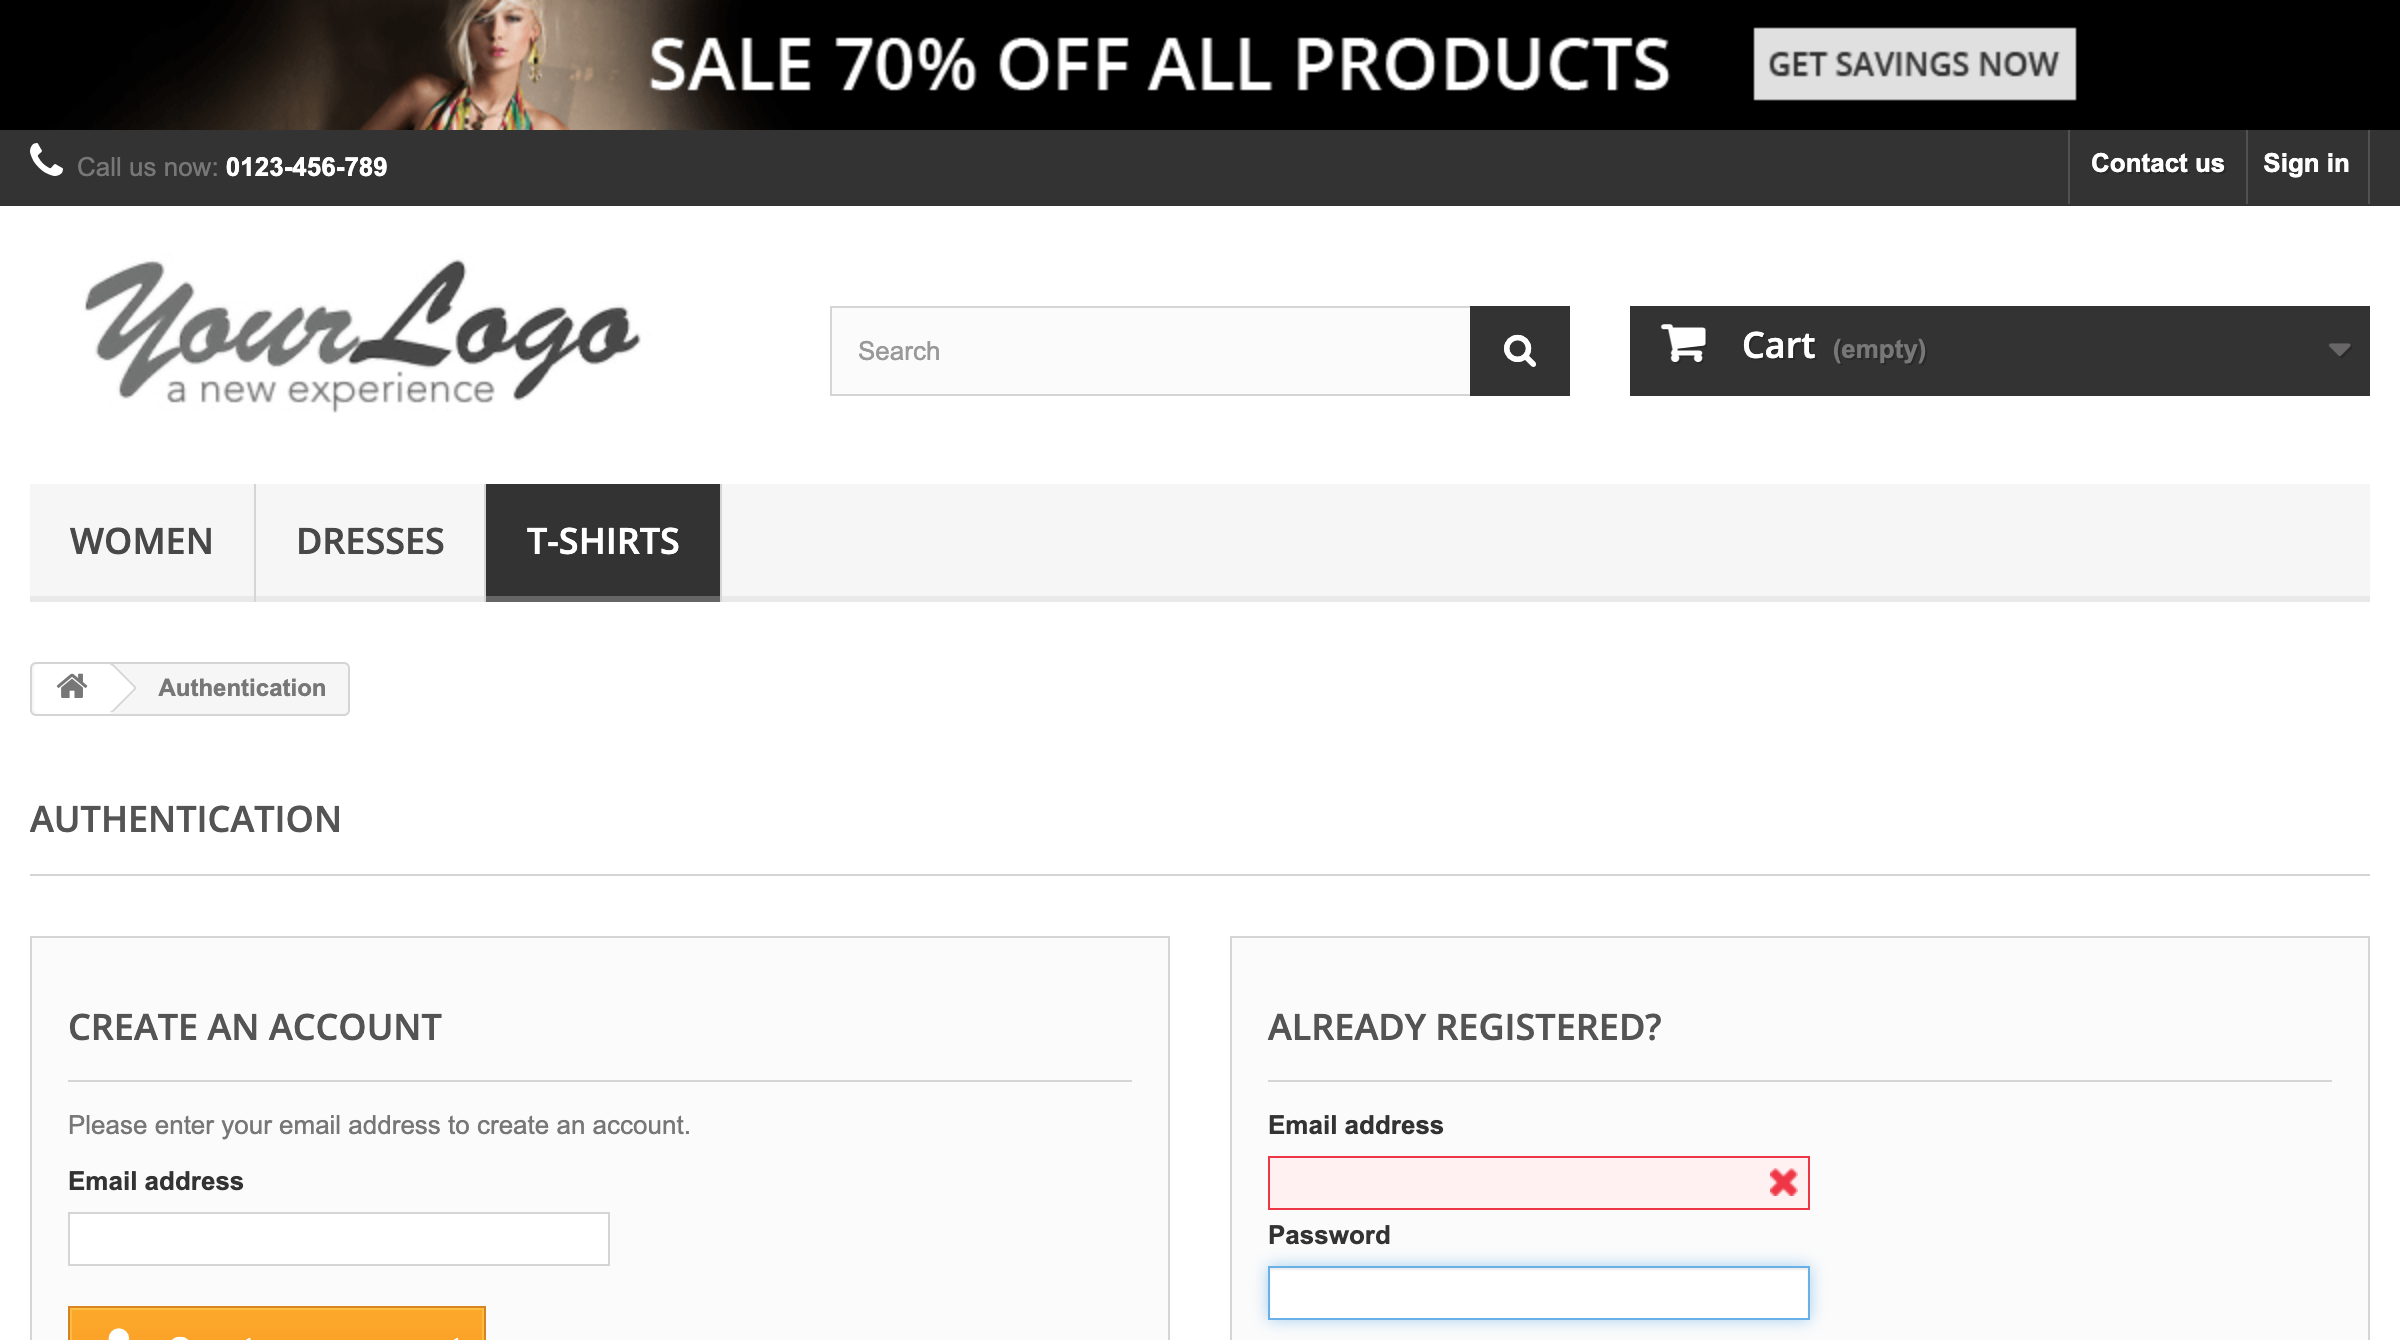 SALE 70% OFF ALL PRODUCTS
GET SAVINGS NOW
Call us now: 0123-456-789
Contact us
Sign in
YourLogo
a new experience
Search
Cart (empty)
WOMEN
DRESSES
T-SHIRTS
Authentication
AUTHENTICATION
CREATE AN ACCOUNT
Please enter your email address to create an account.
Email address
ALREADY REGISTERED?
Email address
Password